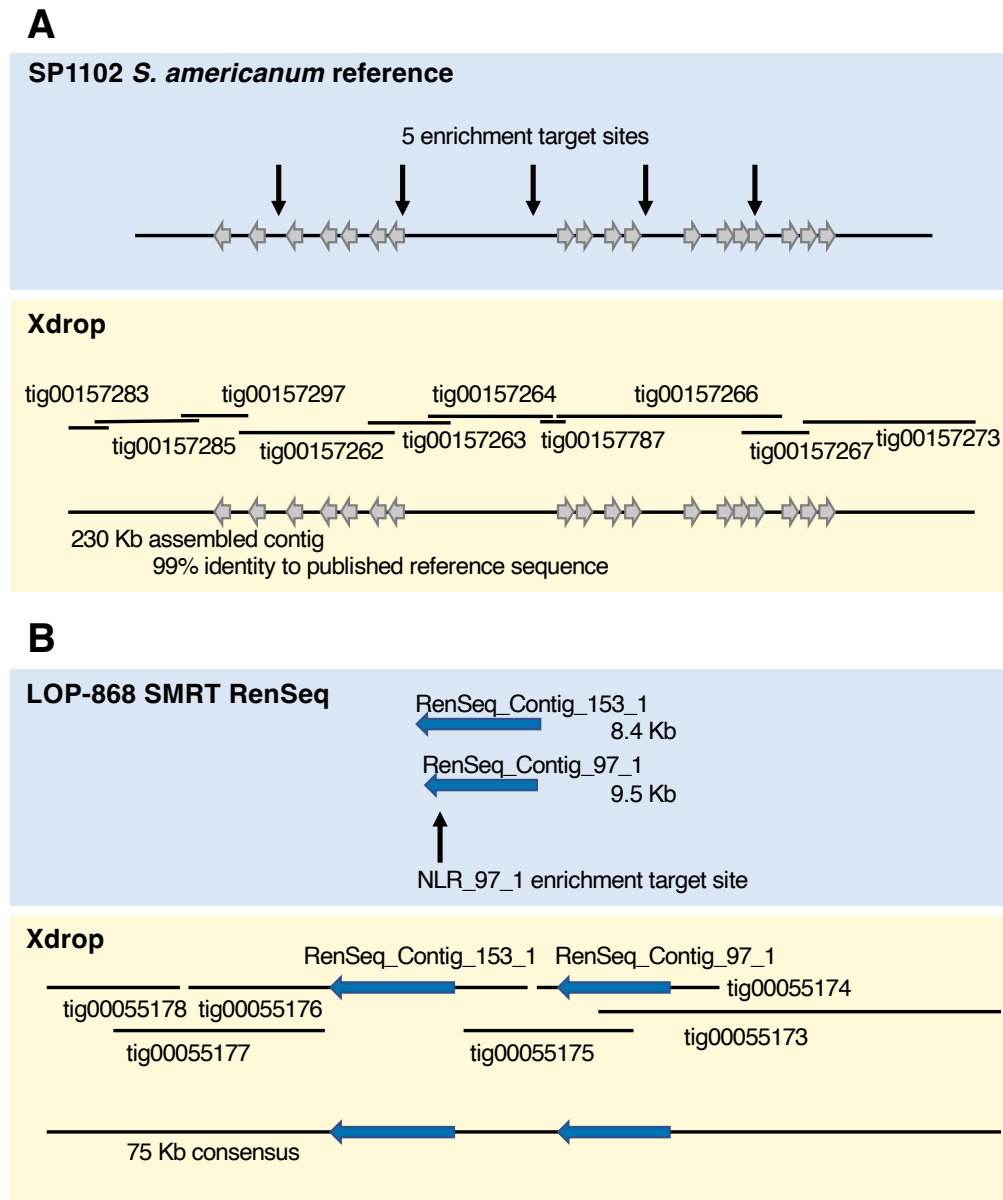 A
SP1102 S. americanum reference
5 enrichment target sites
Xdrop
tig00157283
tig00157297
tig00157264
tig00157266
tig00157285
tig00157262
tig00157263
tig00157787
tig00157267
tig00157273
230 Kb assembled contig
99% identity to published reference sequence
B
LOP-868 SMRT RenSeq
RenSeq_Contig_153_1
8.4 Kb
RenSeq_Contig_97_1
9.5 Kb
NLR_97_1 enrichment target site
Xdrop
RenSeq_Contig_153_1
RenSeq_Contig_97_1
tig00055174
tig00055178
tig00055176
tig00055177
tig00055175
tig00055173
75 Kb consensus